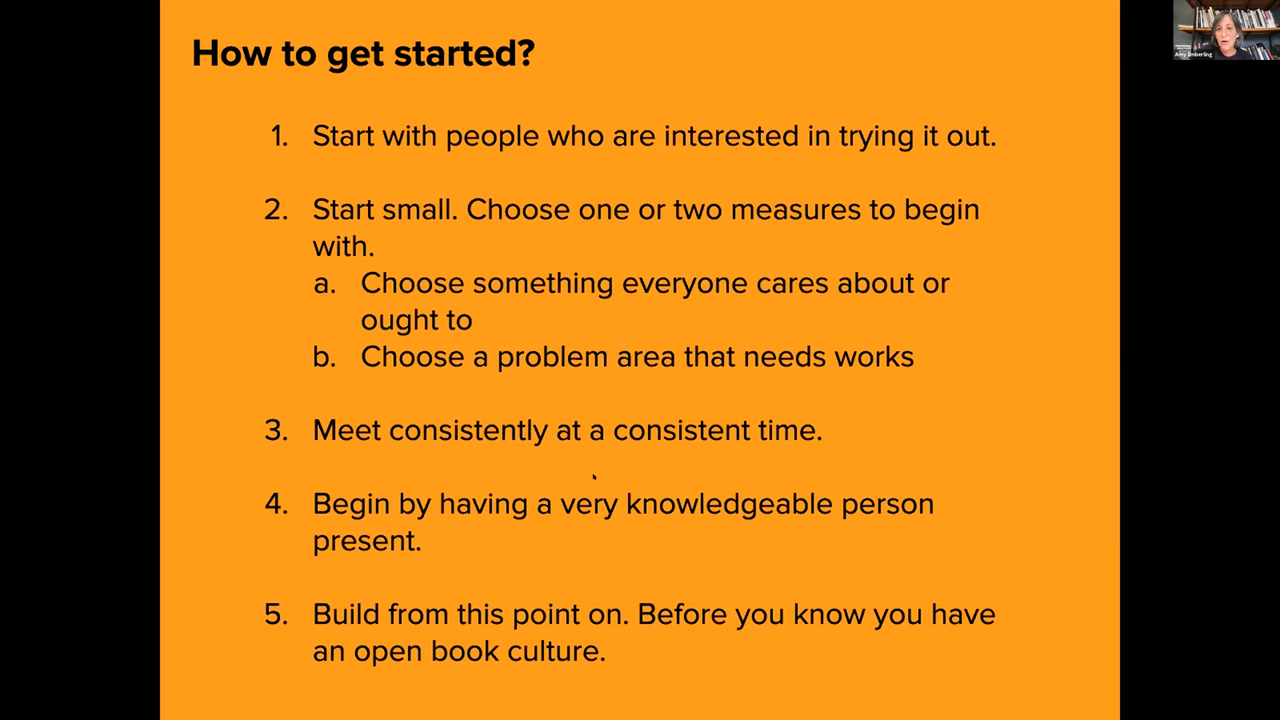 How to get started?
1. Start with people who are interested in trying it out.
2. Start small. Choose one or two measures to begin
with.
a. Choose something everyone cares about or
ought to
b. Choose a problem area that needs works
3. Meet consistently at a consistent time.
4. Begin by having a very knowledgeable person
present.
5. Build from this point on. Before you know you have
an open book culture.
Amy Emberling